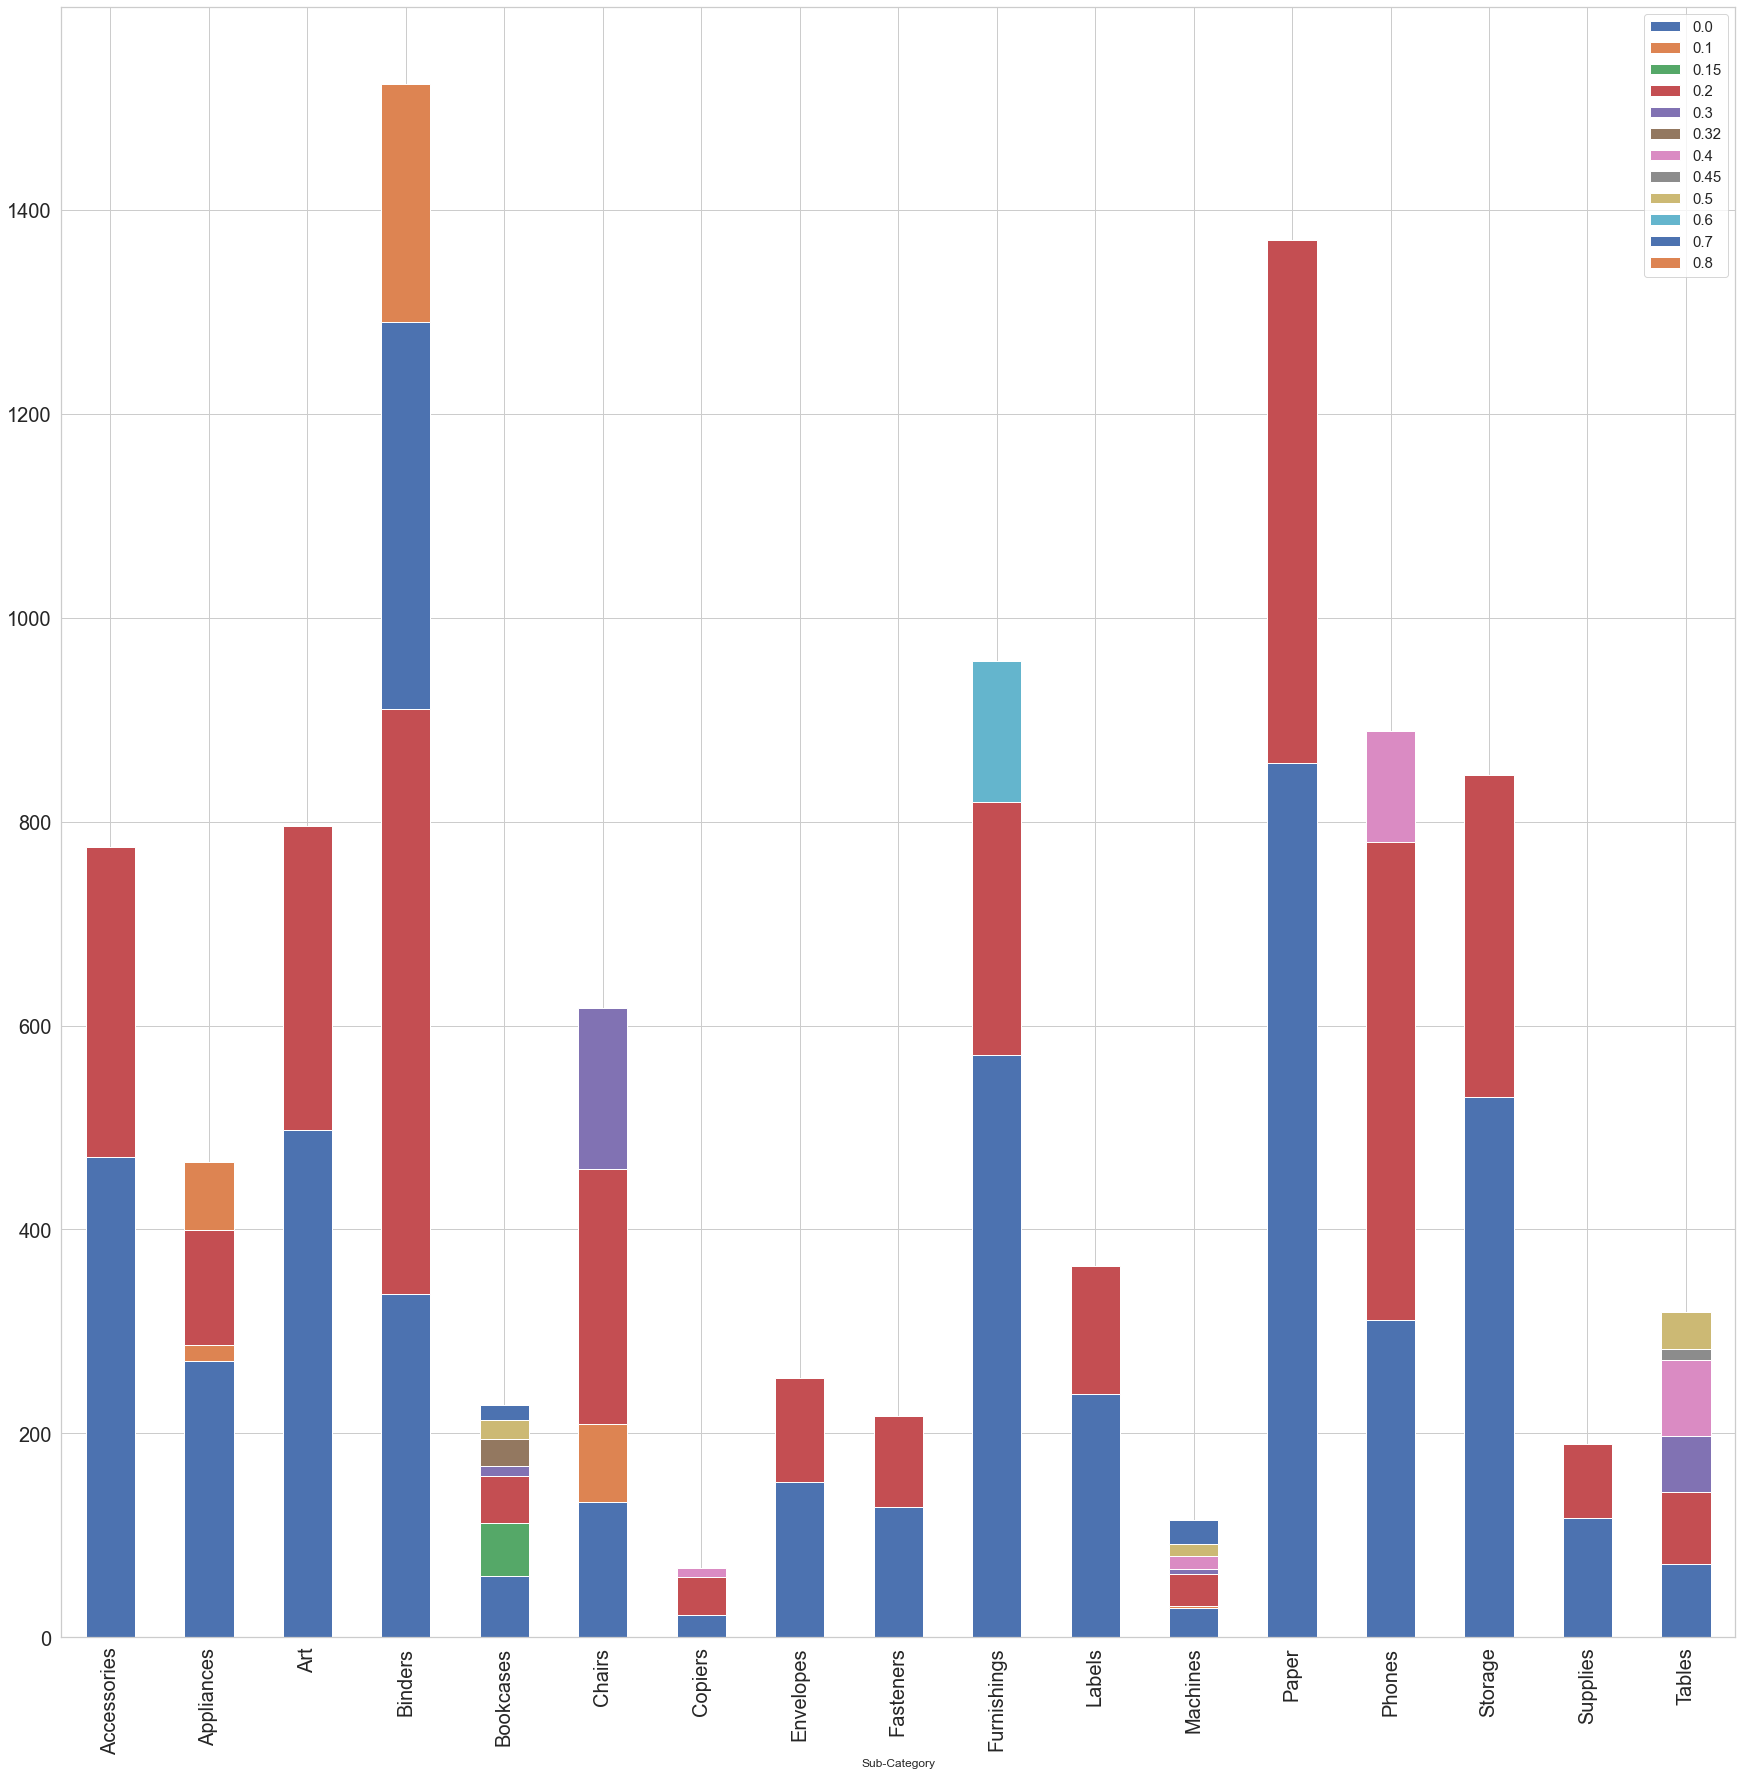 0.0
0.1
0.15
0.2
0.3
0.32
0.4
0.45
0.5
0.6
0.7
0.8
1400
1200
1000
800
600
400
200
0
Accessories
Appliances
Art
Binders
Bookcases
Chairs
Copiers
Envelopes
Fasteners
Furnishings
Labels
Machines
Paper
Phones
Storage
Supplies
Tables
Sub-Category